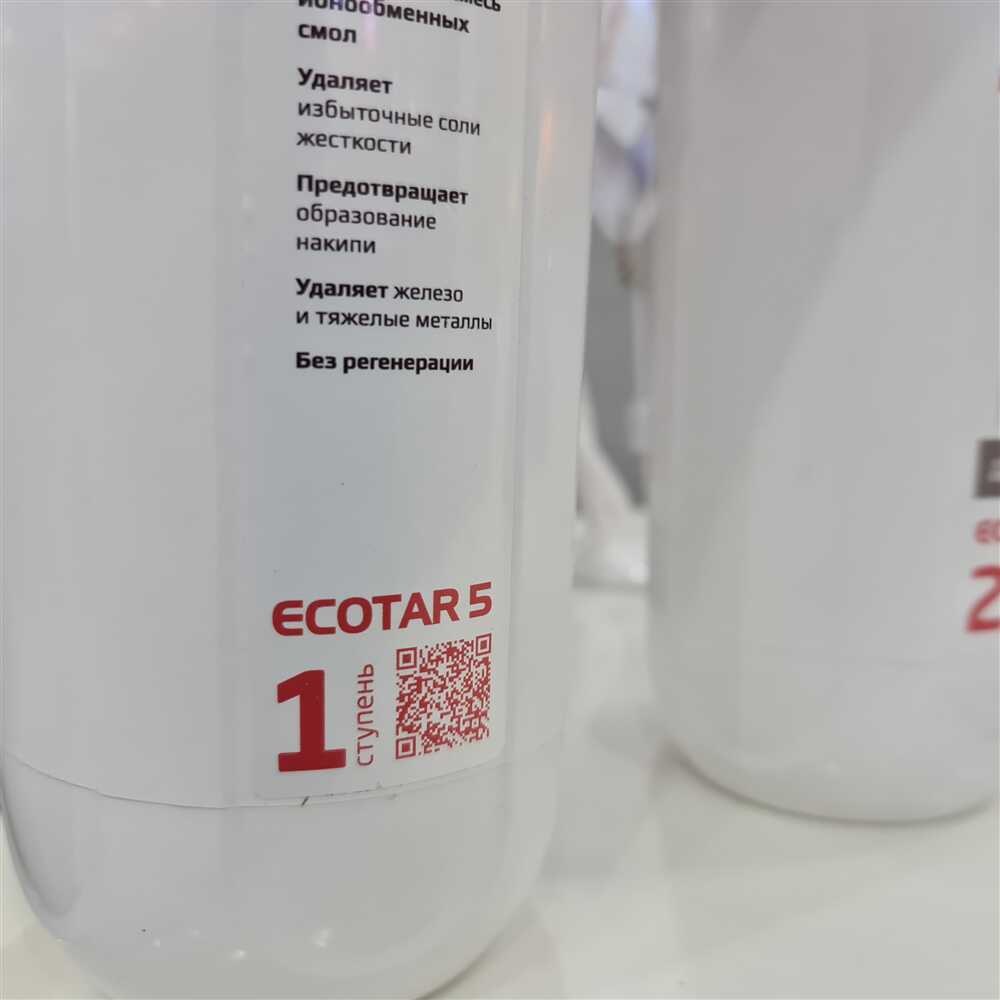 ионообменных
смол
Удаляет
избыточные соли
жесткости
Предотвращает
образование
накипи
Удаляет железо
и тяжелые металлы
Без регенерации
ECOTAR 5
1
ступень
2